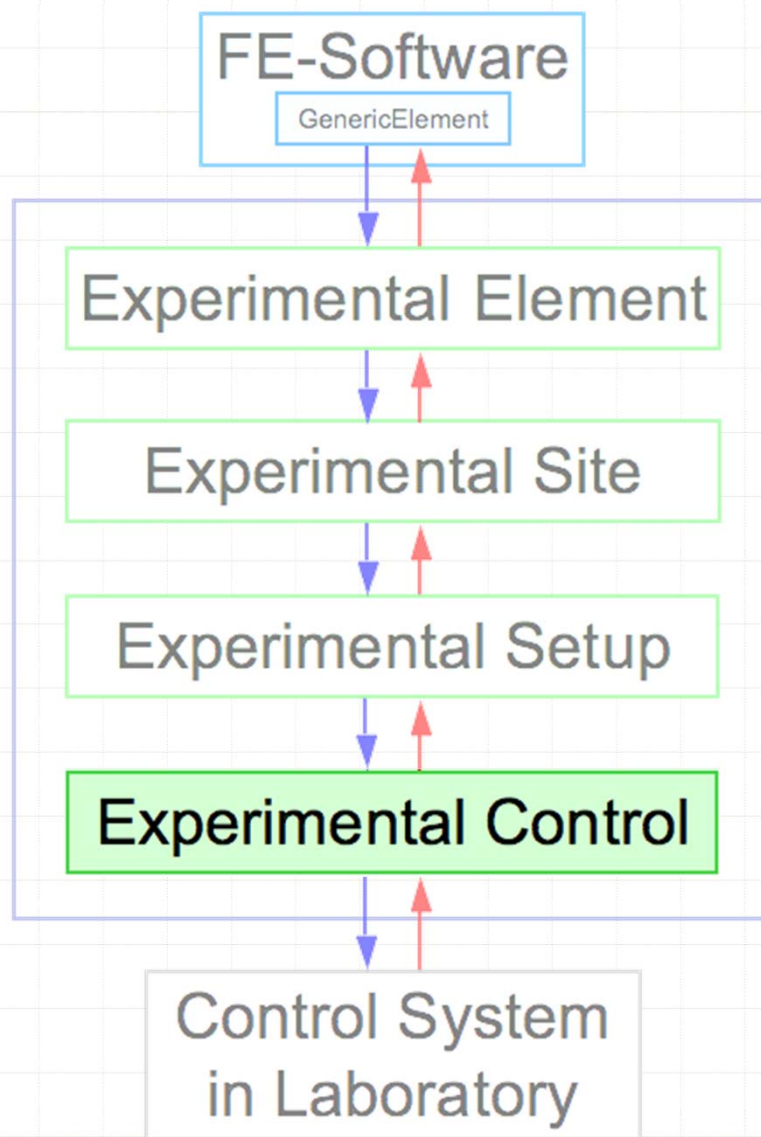 FE-Software
GenericElement
Experimental Element
Experimental Site
Experimental Setup
Experimental Control
Control System
in Laboratory